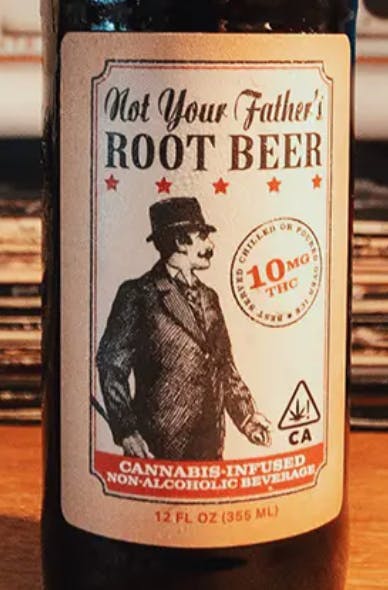 Not Your Father's
ROOT BEER
BEST SERVED CHILLED OR POURED OVER ICE
10MG
THC
CA
CANNABIS-INFUSED
NON-ALCOHOLIC BEVERAGE
12 FL OZ (355 ML)